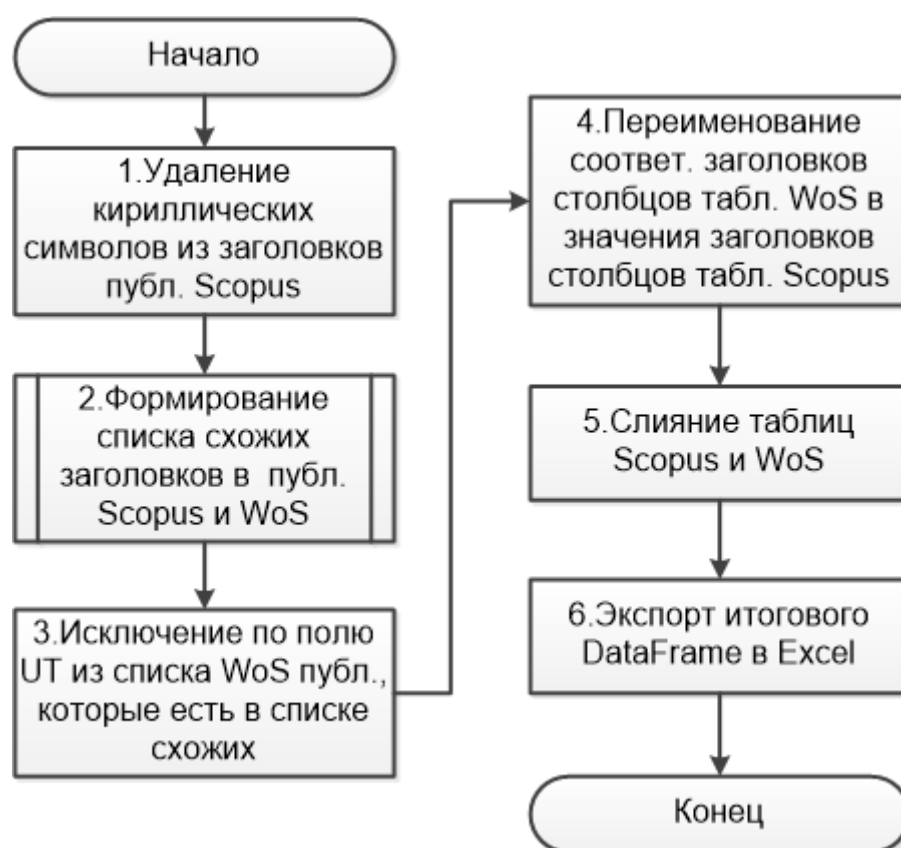 Начало
1.Удаление
кириллических
символов из заголовков
публ. Scopus
2.Формирование
списка схожих
заголовков в публ.
Scopus и WoS
3.Исключение по полю
UT из списка WoS публ.,
которые есть в списке
схожих
4.Переименование
соответ. заголовков
столбцов табл. WoS в
значения заголовков
столбцов табл. Scopus
5.Слияние таблиц
Scopus и WoS
6.Экспорт итогового
DataFrame в Excel
Конец